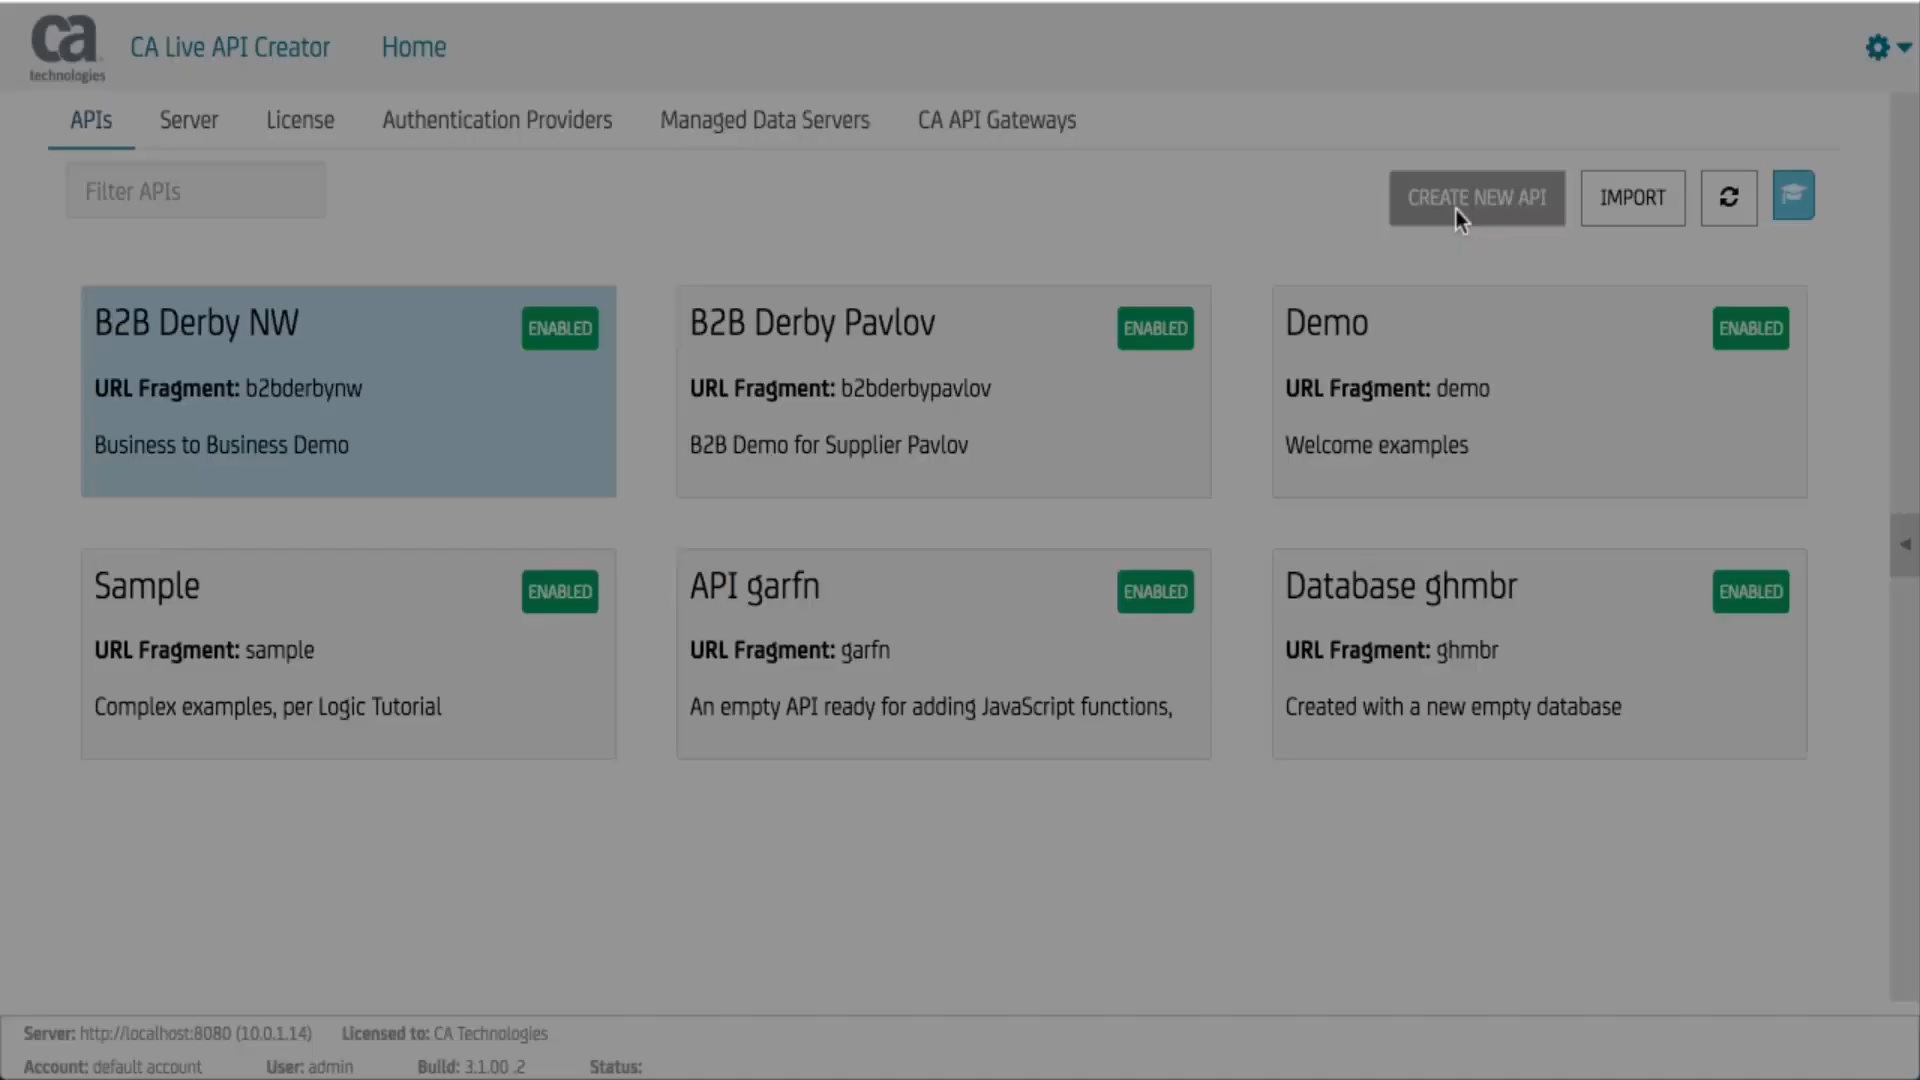 ca
technologies
CA Live API Creator Home
APIs Server License Authentication Providers Managed Data Servers CA API Gateways
Filter APIs
CREATE NEW API IMPORT
B2B Derby NW ENABLED
URL Fragment: b2bderbynw
Business to Business Demo
B2B Derby Pavlov ENABLED
URL Fragment: b2bderbypavlov
B2B Demo for Supplier Pavlov
Demo ENABLED
URL Fragment: demo
Welcome examples
Sample ENABLED
URL Fragment: sample
Complex examples, per Logic Tutorial
API garfn ENABLED
URL Fragment: garfn
An empty API ready for adding JavaScript functions,
Database ghmbr ENABLED
URL Fragment: ghmbr
Created with a new empty database
Server: http://localhost:8080 (10.0.1.14) Licensed to: CA Technologies
Account: default account User: admin Build: 3.1.00 .2 Status: